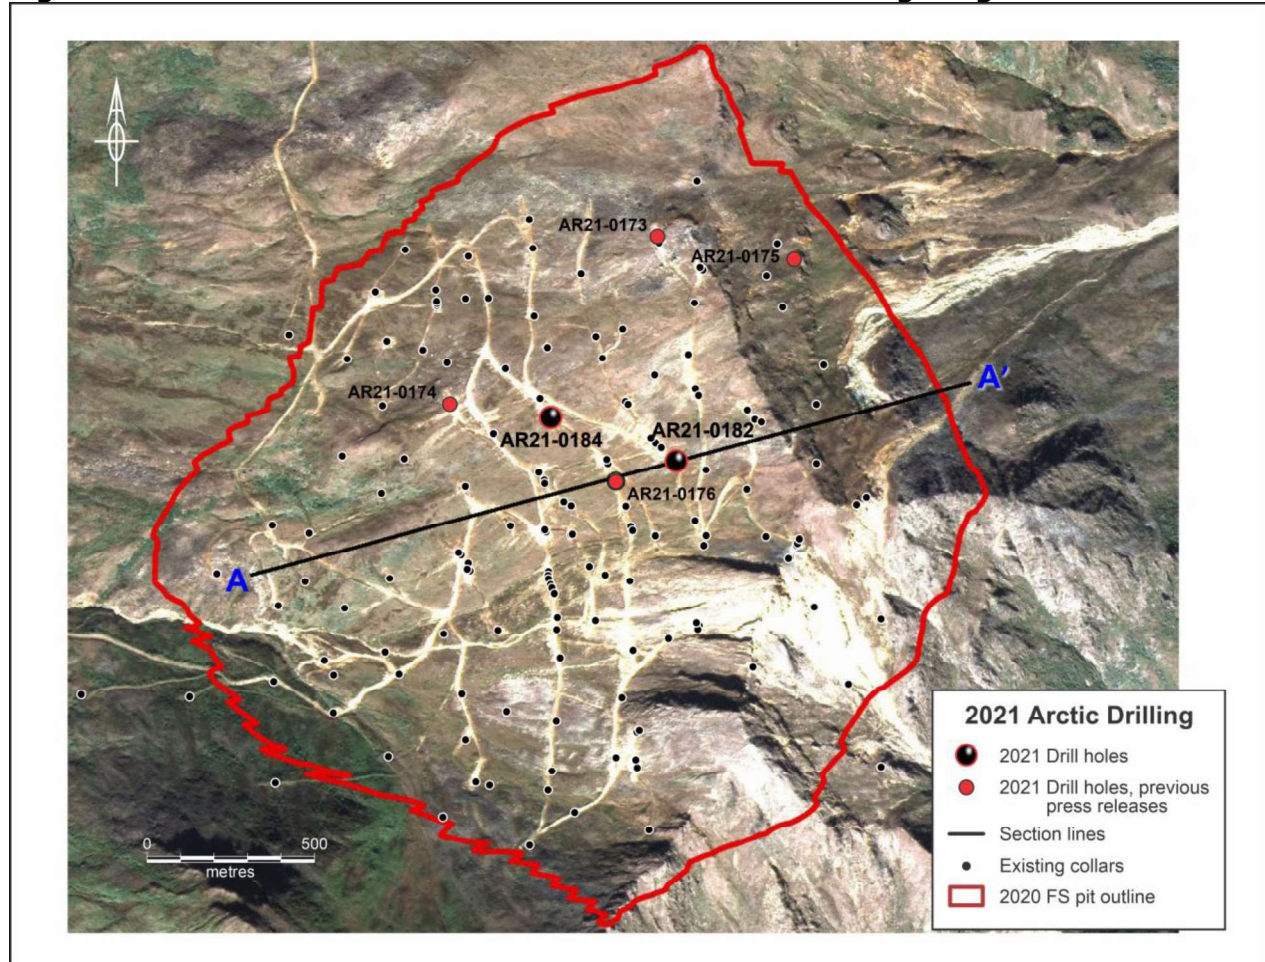 AR21-0173
AR21-0175
AR21-0174
A'
AR21-0184
AR21-0182
AR21-0176
A
2021 Arctic Drilling
2021 Drill holes
2021 Drill holes, previous
press releases
Section lines
Existing collars
2020 FS pit outline
0 500
metres